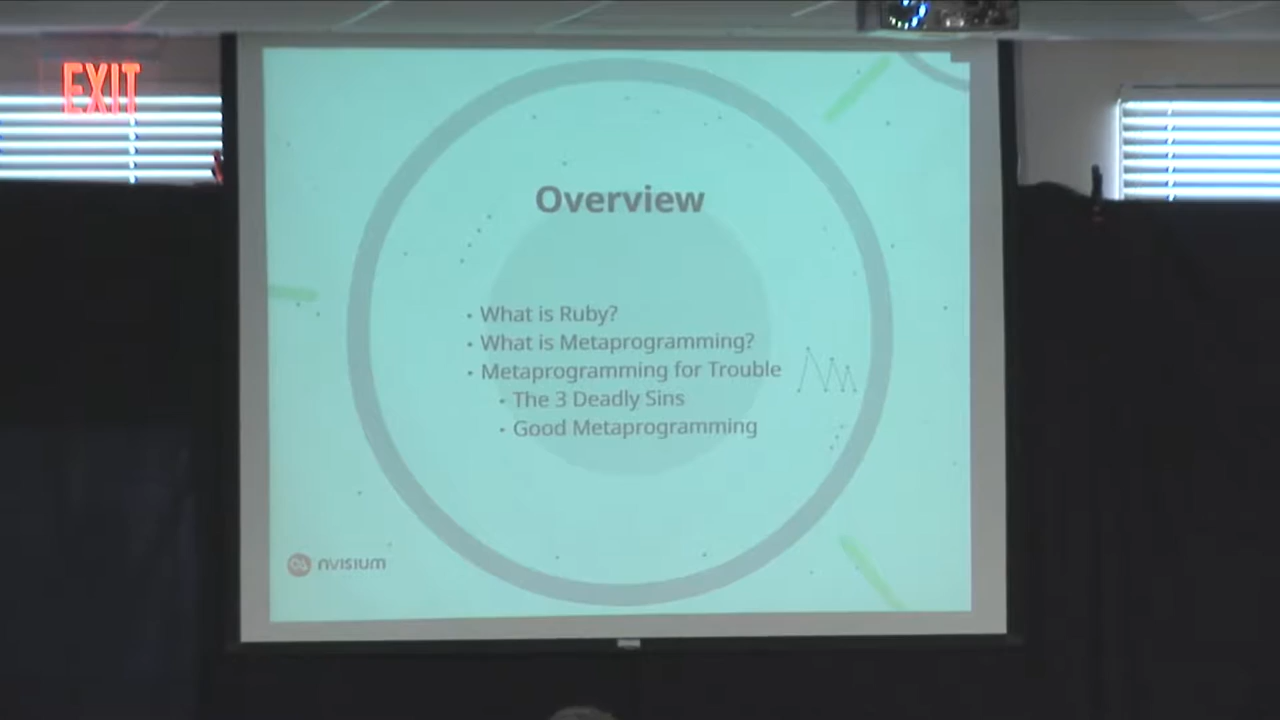 EXIT
Overview
• What is Ruby?
• What is Metaprogramming?
• Metaprogramming for Trouble
• The 3 Deadly Sins
• Good Metaprogramming
nvisium